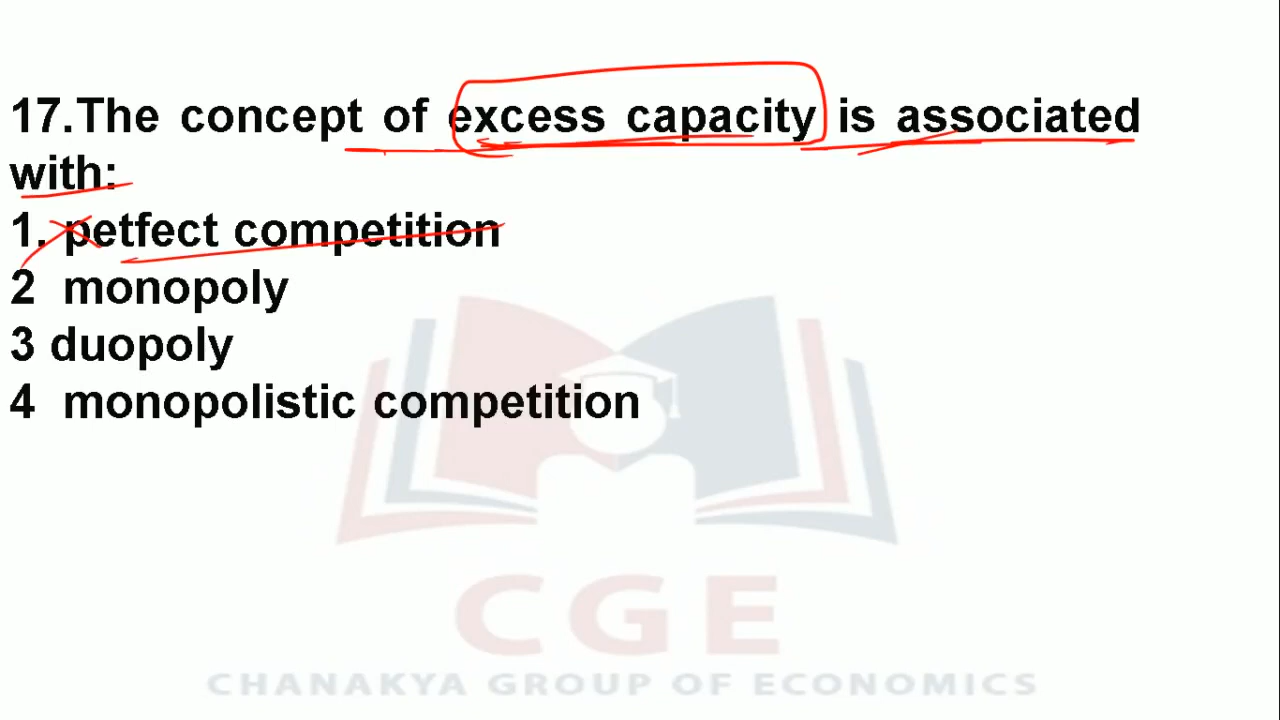 17.The concept of excess capacity is associated
with:
1. petfect competition
2 monopoly
3 duopoly
4 monopolistic competition
CGE
CHANAKYA GROUP OF ECONOMICS